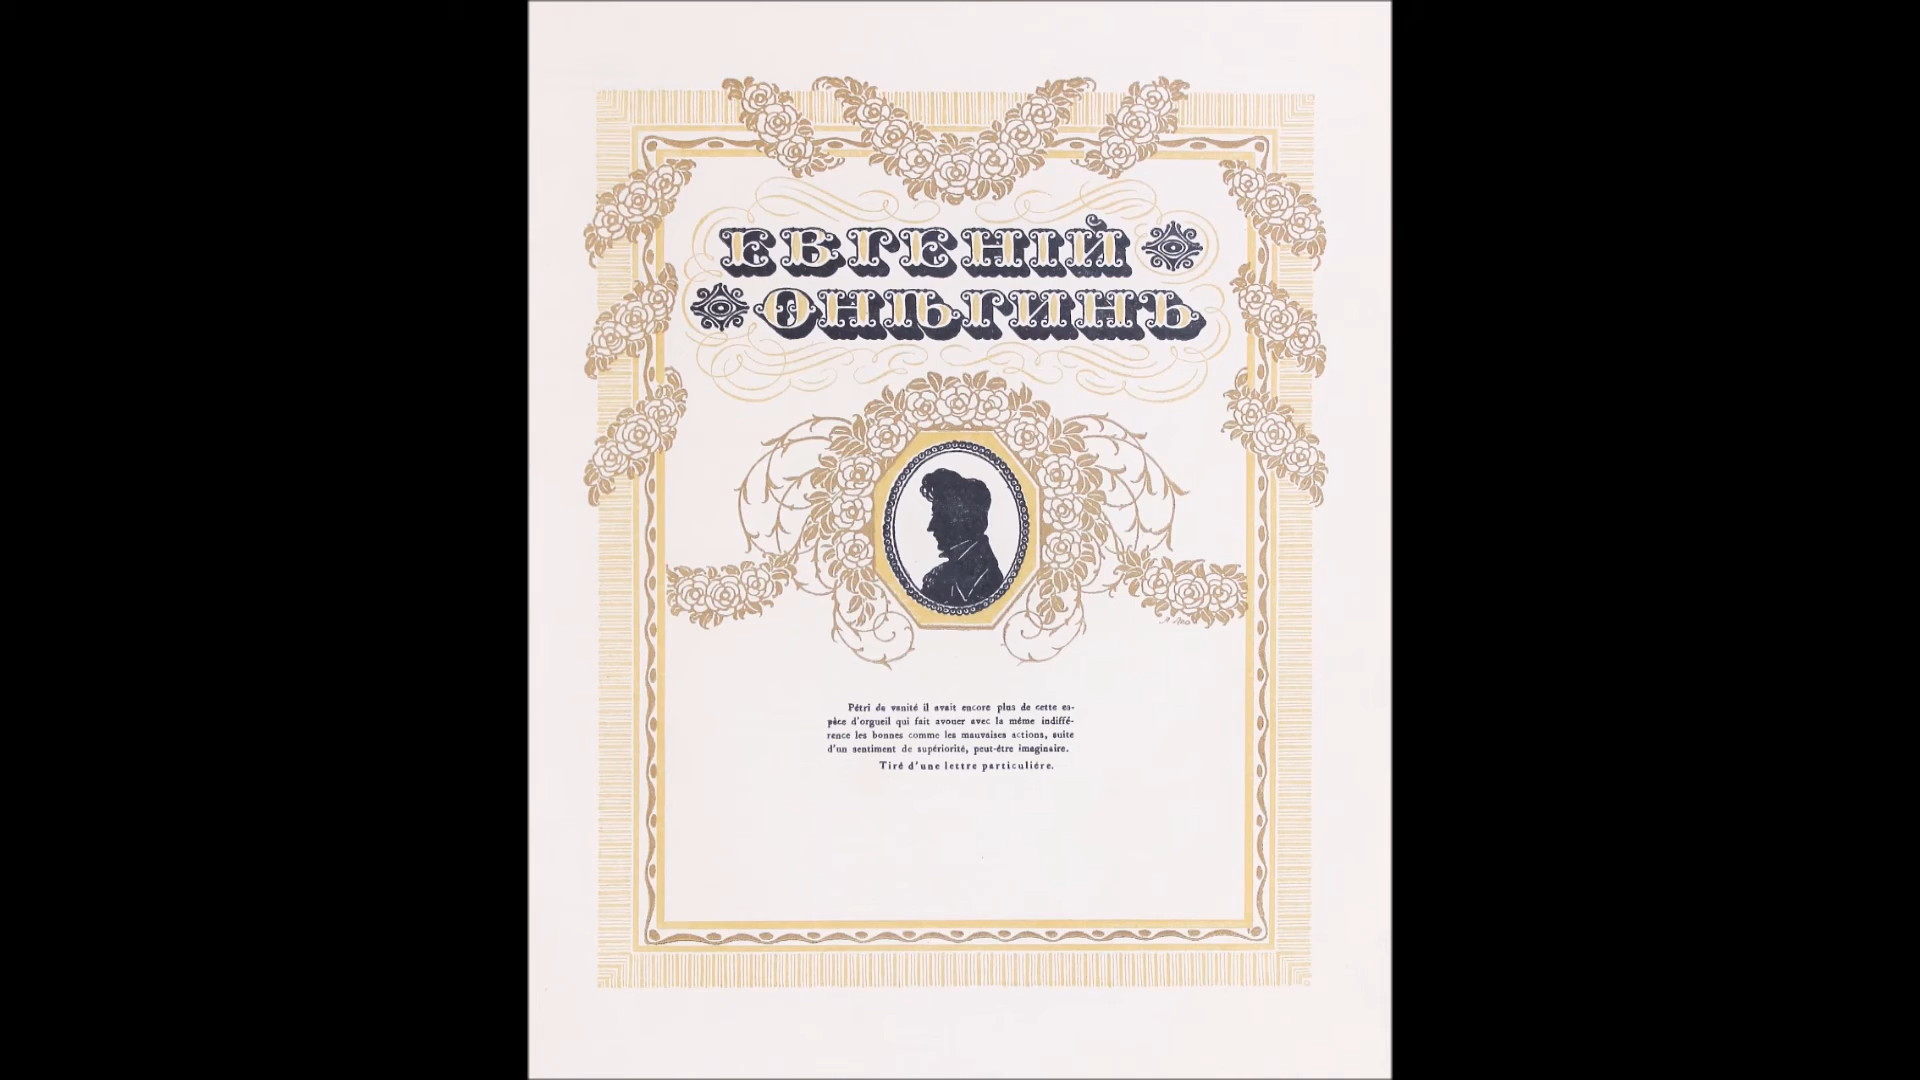 ЕВГЕНІЙ
ОНѢГИНЪ
А Лео
Pétri de vanité il avait encore plus de cette es-
pèce d'orgueil qui fait avouer avec la même indiffé-
rence les bonnes comme les mauvaises actions, suite
d'un sentiment de supériorité, peut-être imaginaire.
Tiré d'une lettre particulière.